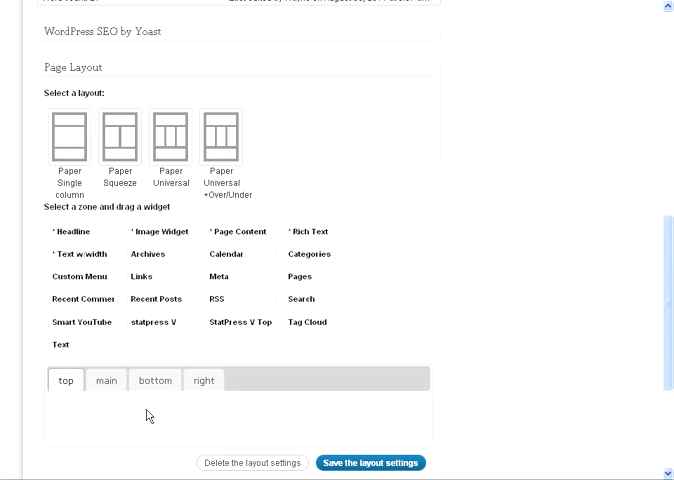 WordPress SEO by Yoast
Page Layout
Select a layout:
Paper Single column
Paper Squeeze
Paper Universal
Paper Universal +Over/Under
Select a zone and drag a widget
* Headline * Image Widget * Page Content * Rich Text
* Text w/width Archives Calendar Categories
Custom Menu Links Meta Pages
Recent Commer Recent Posts RSS Search
Smart YouTube statpress V StatPress V Top Tag Cloud
Text
top main bottom right
Delete the layout settings Save the layout settings